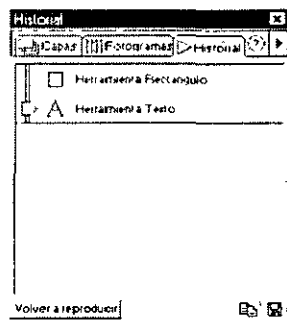 Historial
Capas Fotogramas Historial
Herramienta Rectángulo
Herramienta Texto
Volver a reproducir